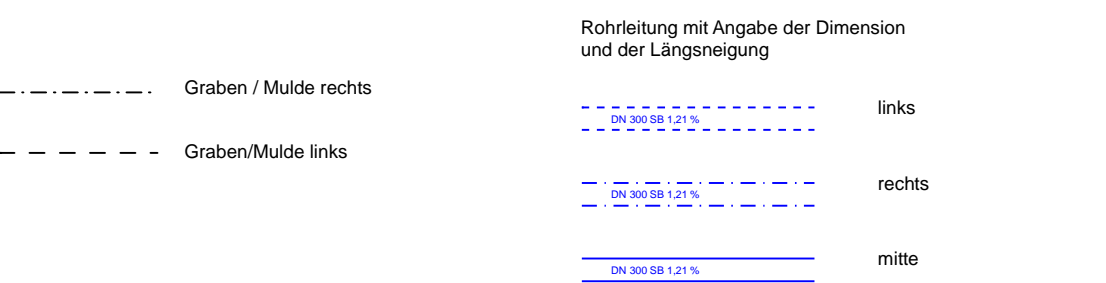 Graben / Mulde rechts
Graben/Mulde links
Rohrleitung mit Angabe der Dimension
und der Längsneigung
DN 300 SB 1,21 %
links
DN 300 SB 1,21 %
rechts
DN 300 SB 1,21 %
mitte